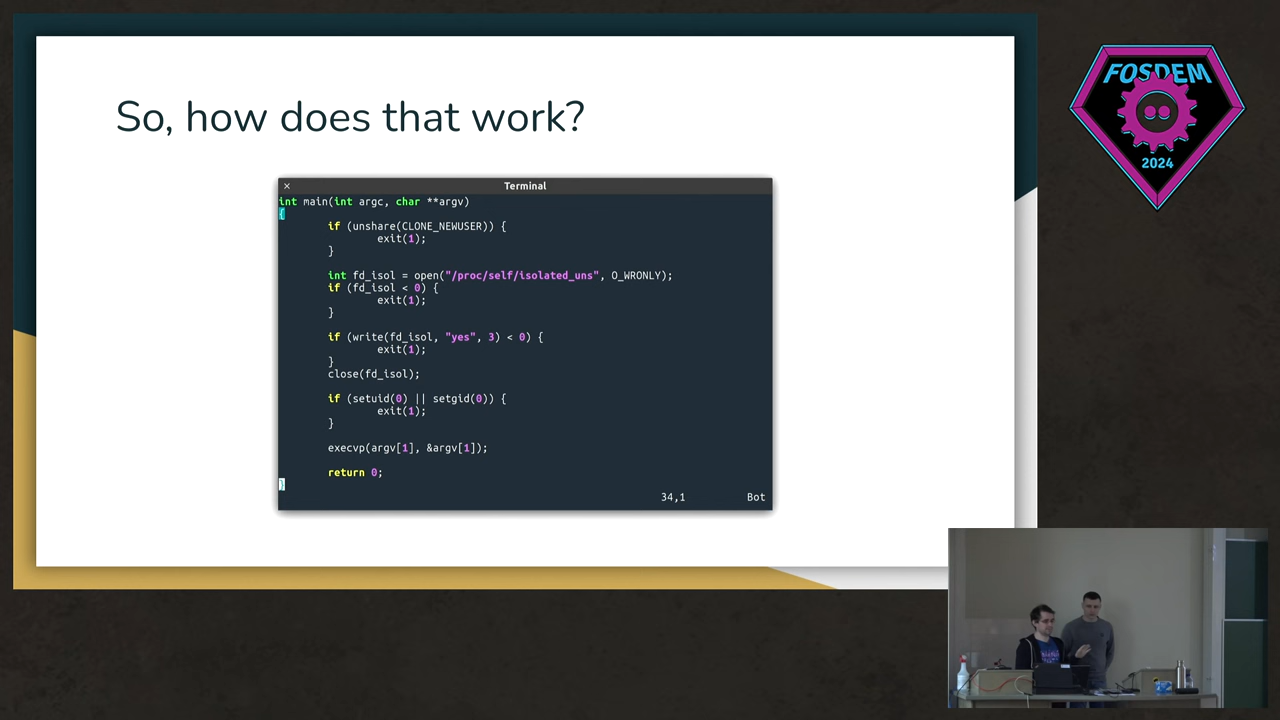 So, how does that work?
FOSDEM
2024
×
Terminal
int main(int argc, char **argv)
{
if (unshare(CLONE_NEWUSER)) {
exit(1);
}
int fd_isol = open("/proc/self/isolated_uns", O_WRONLY);
if (fd_isol < 0) {
exit(1);
}
if (write(fd_isol, "yes", 3) < 0) {
exit(1);
}
close(fd_isol);
if (setuid(0) || setgid(0)) {
exit(1);
}
execvp(argv[1], &argv[1]);
return 0;
}
34,1 Bot